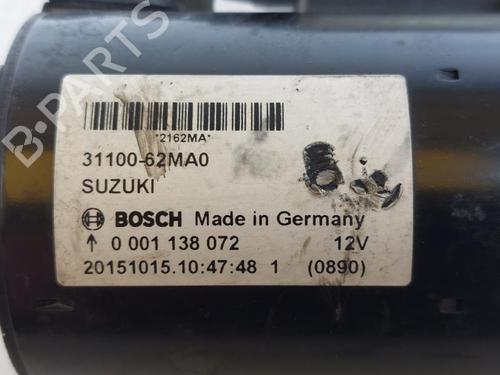 B-PARTS
*2162MA*
31100-62MA0
SUZUKI
BOSCH Made in Germany
↑ 0 001 138 072 12V
20151015.10:47:48 1 (0890)